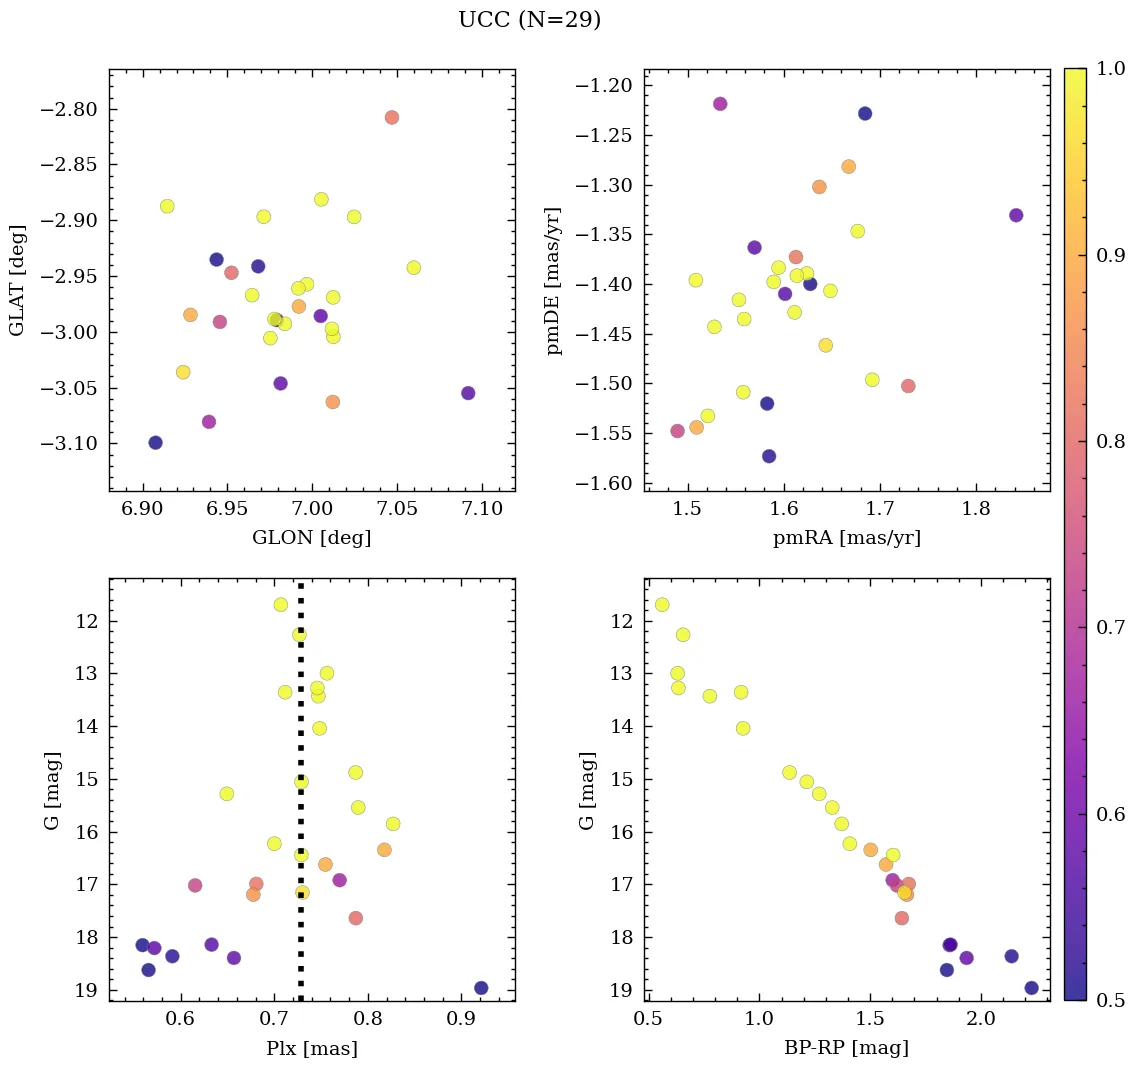 UCC (N=29)
−2.80
−2.85
−2.90
−2.95
−3.00
−3.05
−3.10
GLAT [deg]
6.90 6.95 7.00 7.05 7.10
GLON [deg]
−1.20
−1.25
−1.30
−1.35
−1.40
−1.45
−1.50
−1.55
−1.60
pmDE [mas/yr]
1.5 1.6 1.7 1.8
pmRA [mas/yr]
12
13
14
15
16
17
18
19
G [mag]
0.6 0.7 0.8 0.9
Plx [mas]
12
13
14
15
16
17
18
19
G [mag]
0.5 1.0 1.5 2.0
BP-RP [mag]
1.0
0.9
0.8
0.7
0.6
0.5